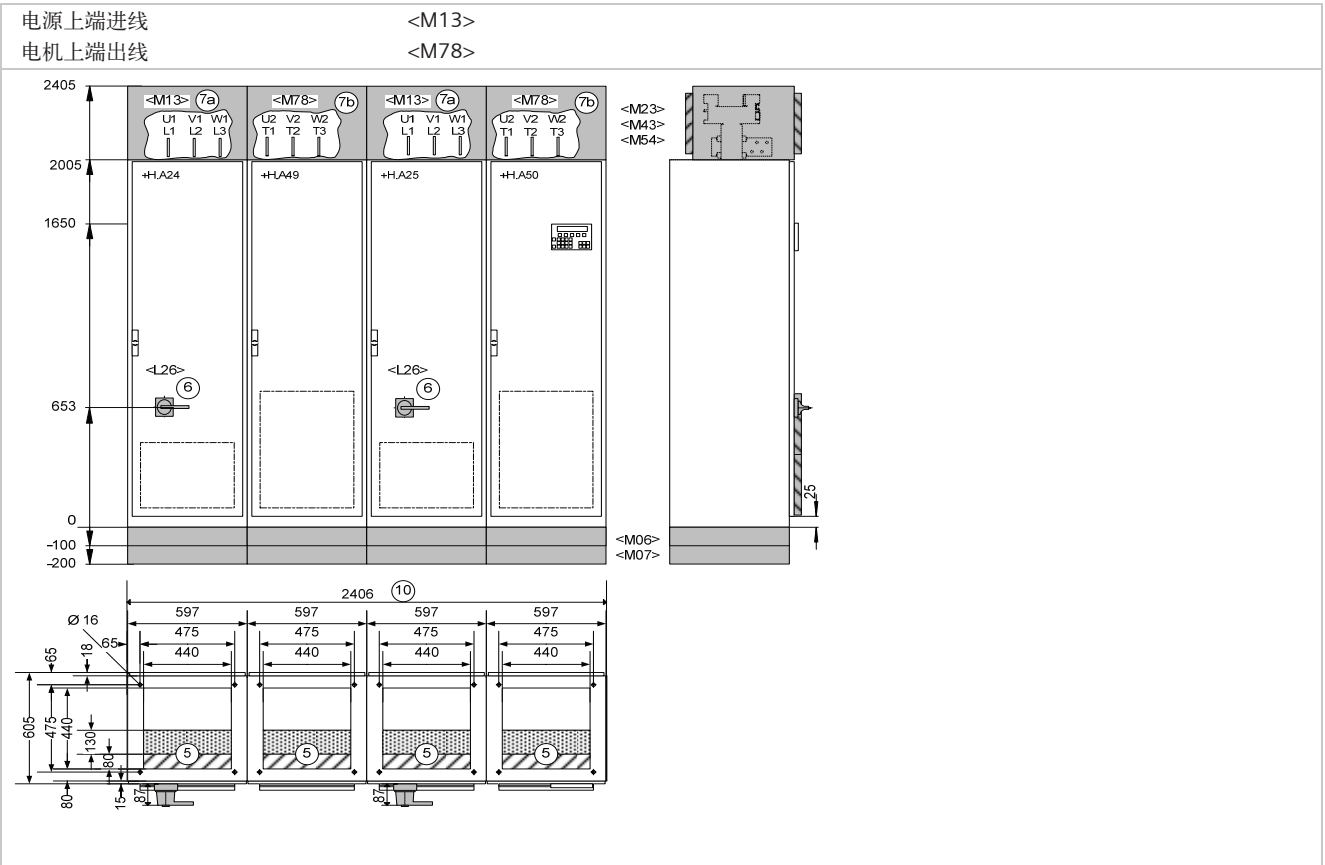 电源上端进线 <M13>
电机上端出线 <M78>
2405
<M13> 7a <M78> 7b <M13> 7a <M78> 7b
U1 V1 W1 U2 V2 W2 U1 V1 W1 U2 V2 W2
L1 L2 L3 T1 T2 T3 L1 L2 L3 T1 T2 T3
<M23>
<M43>
<M54>
2005
+H.A24 +H.A49 +H.A25 +H.A50
1650
<L26> <L26>
6 6
653
25
0
-100
-200
<M06>
<M07>
2406 10
597 597 597 597
Ø 16
475 475 475 475
65 18 65
440 440 440 440
605 475 440 130 80
5 5 5 5
80 15 87 87